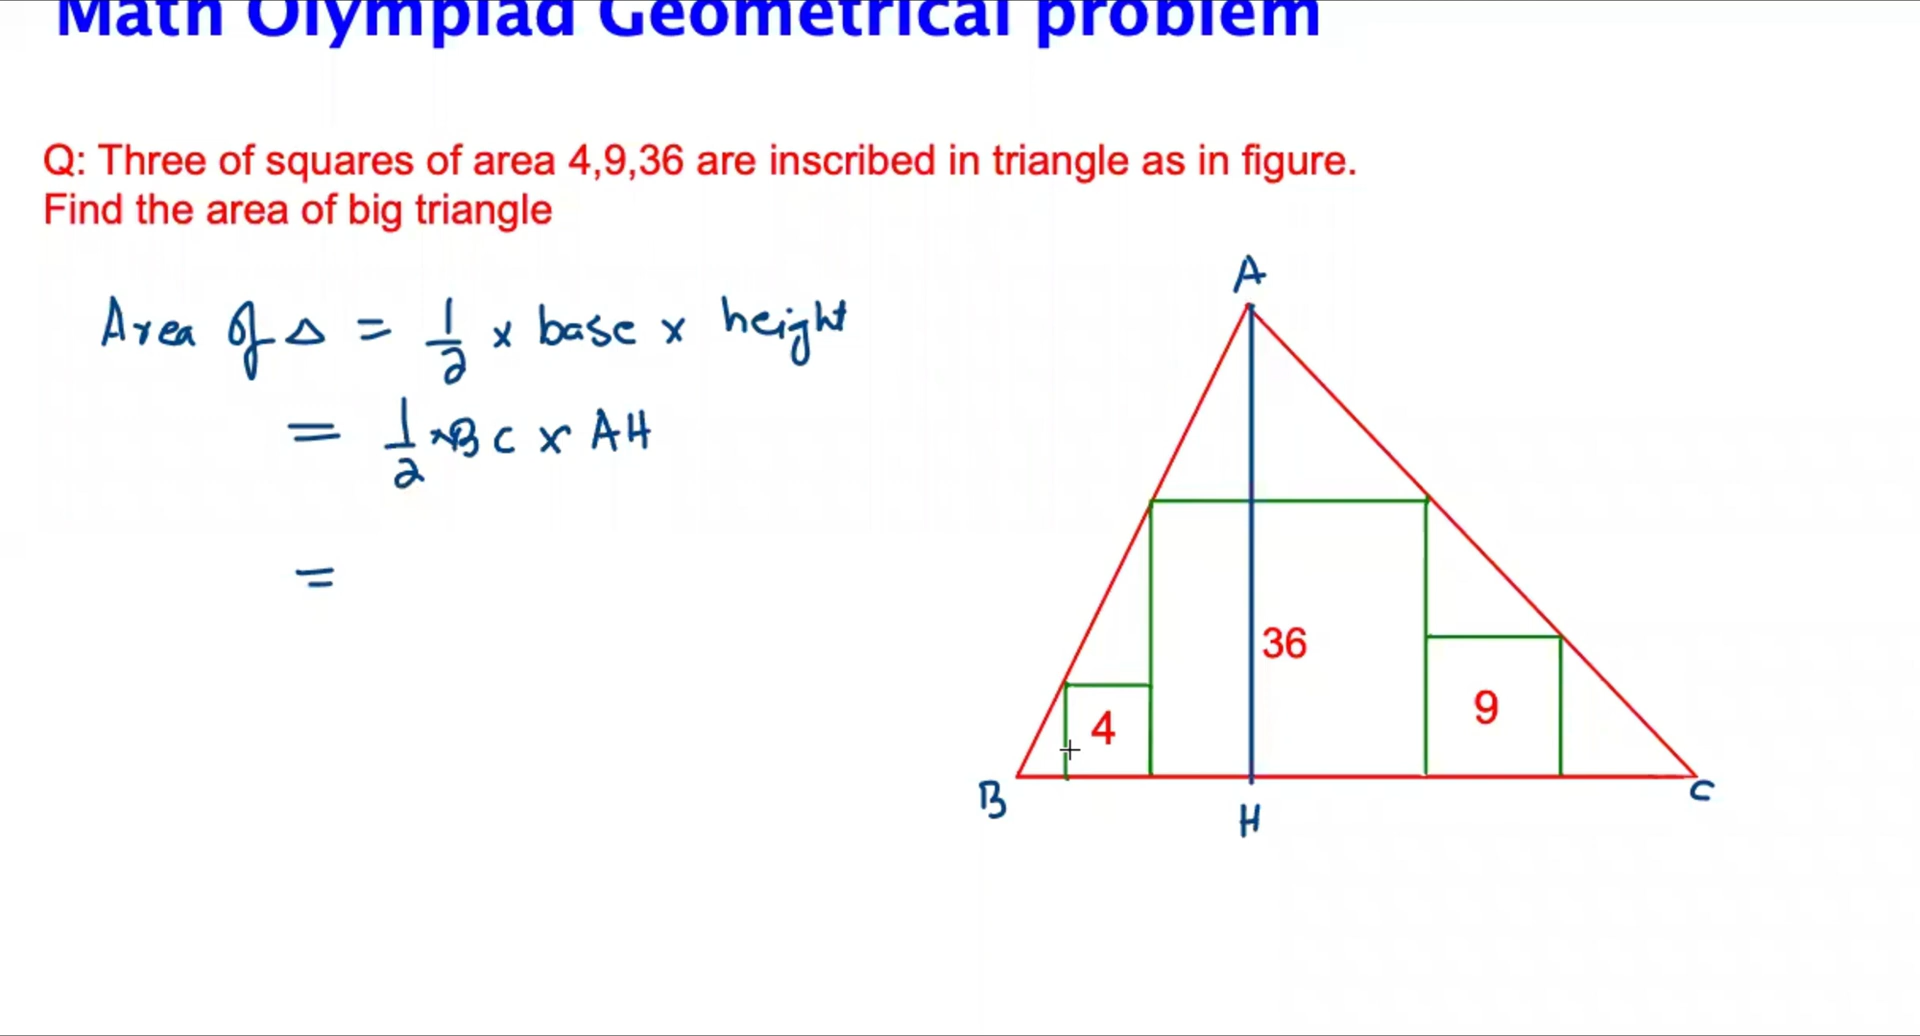 Math Olympiad Geometrical problem
Q: Three of squares of area 4,9,36 are inscribed in triangle as in figure.
Find the area of big triangle
Area of Δ = 1/2 × base × height
= 1/2 × BC × AH
=
A
36
4
9
B
H
C